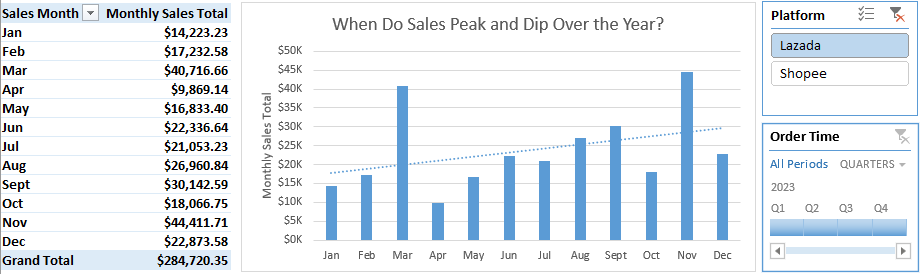 Sales Month Monthly Sales Total
Jan $14,223.23
Feb $17,232.58
Mar $40,716.66
Apr $9,869.14
May $16,833.40
Jun $22,336.64
Jul $21,053.23
Aug $26,960.84
Sept $30,142.59
Oct $18,066.75
Nov $44,411.71
Dec $22,873.58
Grand Total $284,720.35
When Do Sales Peak and Dip Over the Year?
Monthly Sales Total
$50K
$45K
$40K
$35K
$30K
$25K
$20K
$15K
$10K
$5K
$0K
Jan Feb Mar Apr May Jun Jul Aug Sept Oct Nov Dec
Platform
Lazada
Shopee
Order Time
All Periods QUARTERS
2023
Q1 Q2 Q3 Q4